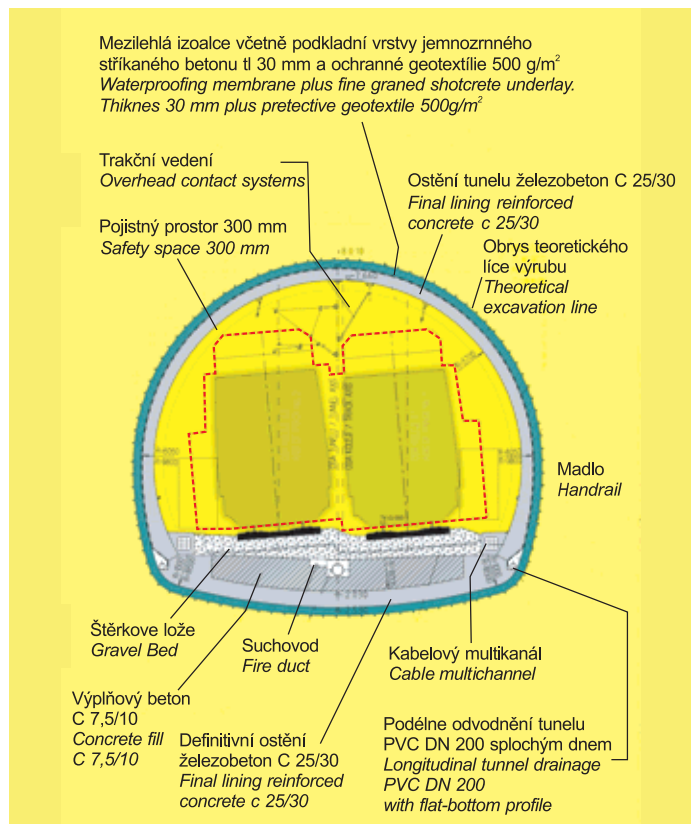 Mezilehlá izoalce včetně podkladní vrstvy jemnozrnného
stříkaného betonu tl 30 mm a ochranné geotextílie 500 g/m²
Waterproofing membrane plus fine graned shotcrete underlay.
Thiknes 30 mm plus pretective geotextile 500g/m²
Trakční vedení
Overhead contact systems
Ostění tunelu železobeton C 25/30
Final lining reinforced
concrete c 25/30
Pojistný prostor 300 mm
Safety space 300 mm
Obrys teoretického
líce výrubu
Theoretical
excavation line
Madlo
Handrail
Štěrkove lože
Gravel Bed
Suchovod
Fire duct
Kabelový multikanál
Cable multichannel
Výplňový beton
C 7,5/10
Concrete fill
C 7,5/10
Definitivní ostění
železobeton C 25/30
Final lining reinforced
concrete c 25/30
Podélne odvodnění tunelu
PVC DN 200 splochým dnem
Longitudinal tunnel drainage
PVC DN 200
with flat-bottom profile